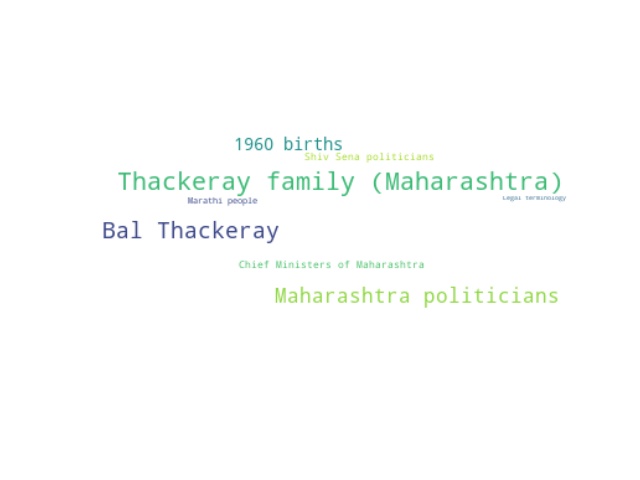 1960 births
Shiv Sena politicians
Thackeray family (Maharashtra)
Marathi people
Legal terminology
Bal Thackeray
Chief Ministers of Maharashtra
Maharashtra politicians